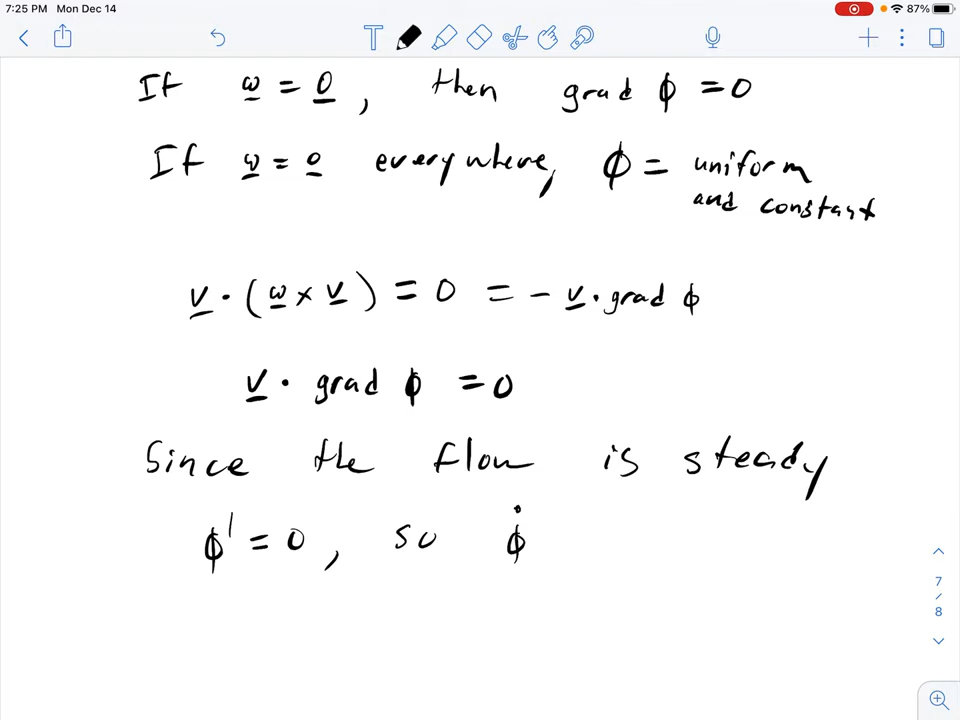 7:25 PM Mon Dec 14
87%
T
If ω = 0, then grad ϕ = 0
If ω = 0 everywhere, ϕ = uniform
and constant
v · (ω × v) = 0 = - v · grad ϕ
v · grad ϕ = 0
Since the flow is steady
ϕ' = 0, so ϕ̇
7
/
8